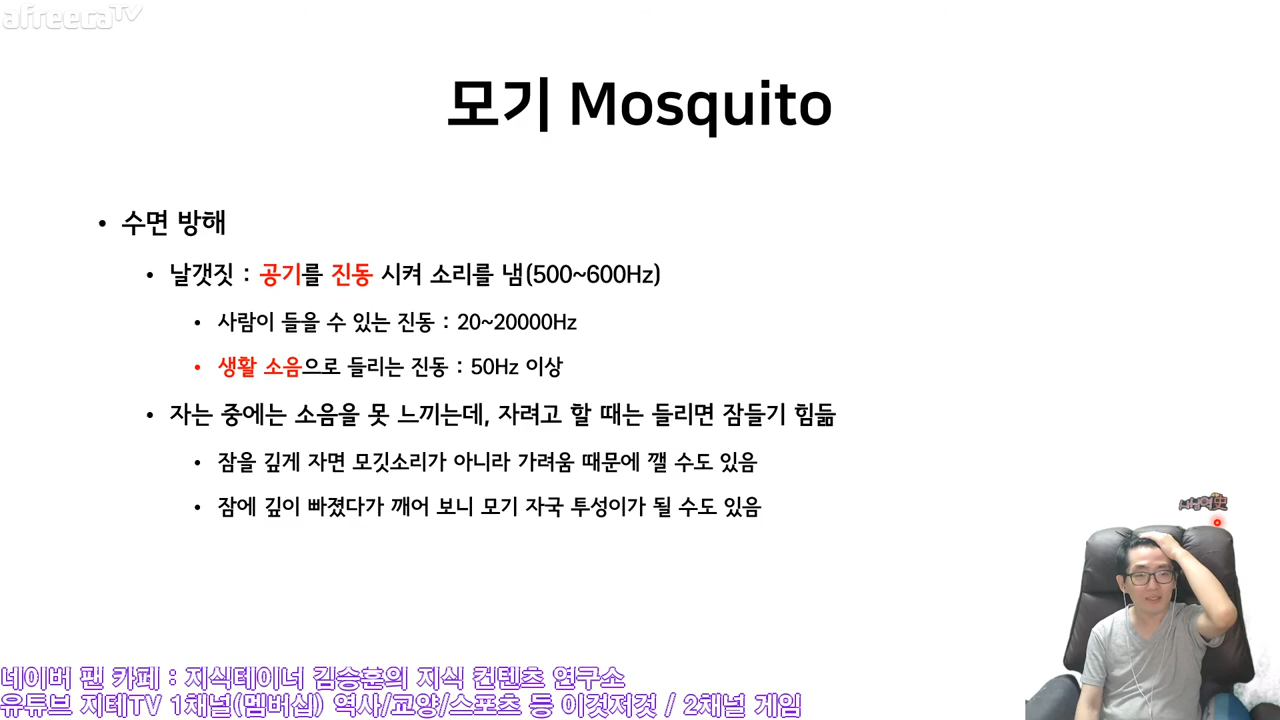 afreecaTV
모기 Mosquito
• 수면 방해
• 날갯짓 : 공기를 진동 시켜 소리를 냄(500~600Hz)
• 사람이 들을 수 있는 진동 : 20~20000Hz
• 생활 소음으로 들리는 진동 : 50Hz 이상
• 자는 중에는 소음을 못 느끼는데, 자려고 할 때는 들리면 잠들기 힘듦
• 잠을 깊게 자면 모깃소리가 아니라 가려움 때문에 깰 수도 있음
• 잠에 깊이 빠졌다가 깨어 보니 모기 자국 투성이가 될 수도 있음
네이버 팬 카페 : 지식테이너 김승훈의 지식 컨텐츠 연구소
유튜브 지테TV 1채널(멤버십) 역사/교양/스포츠 등 이것저것 / 2채널 게임